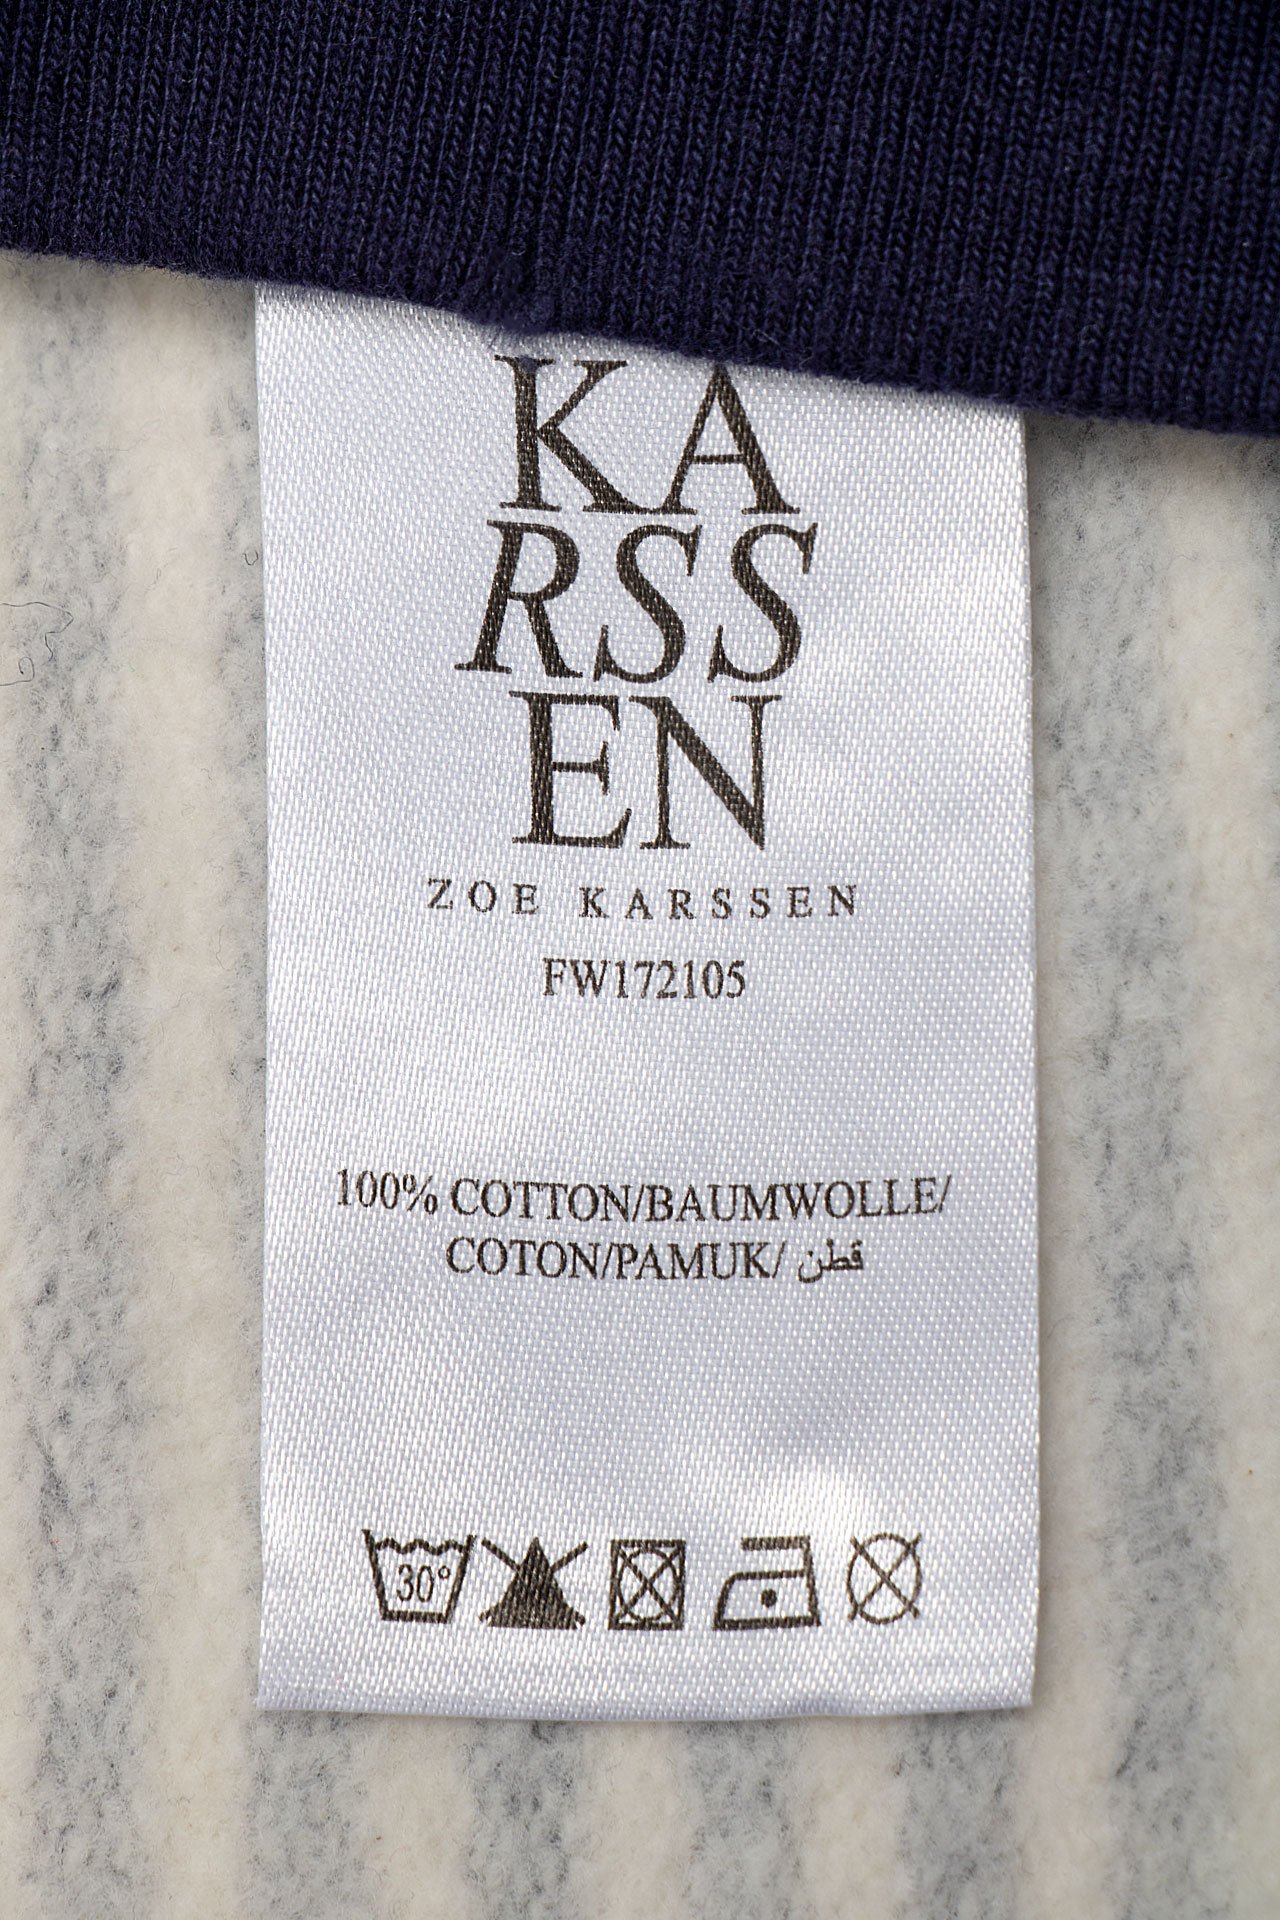 KA
RSS
EN
ZOE KARSSEN
FW172105
100% COTTON/BAUMWOLLE/
COTON/PAMUK/ قطن
30°